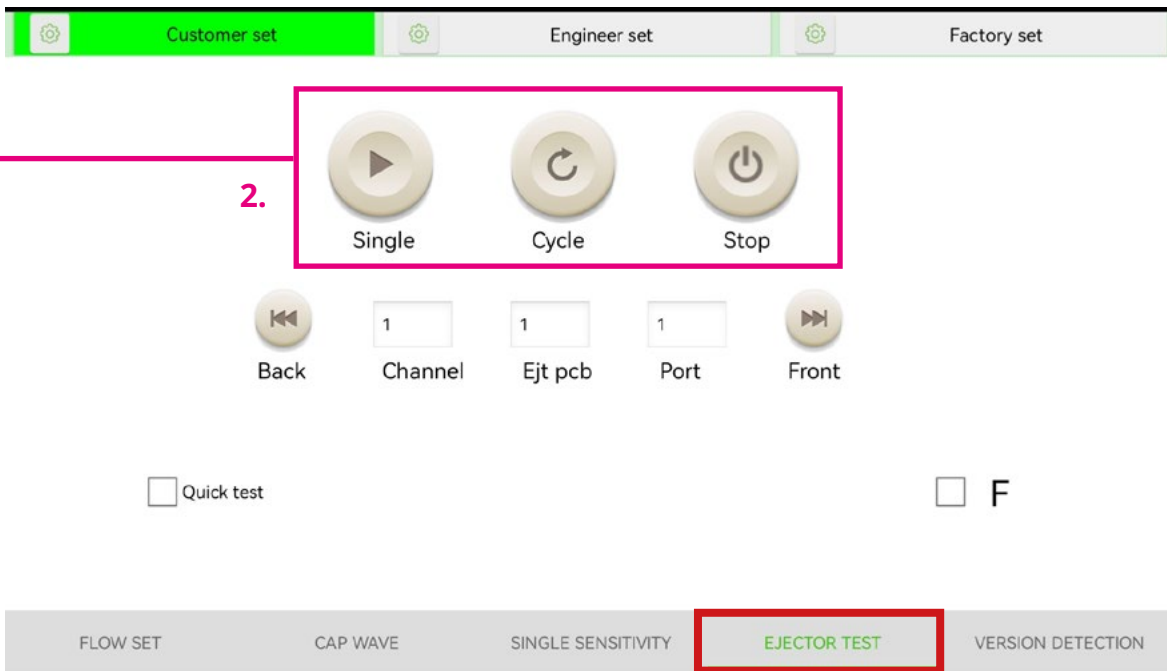 Customer set
Engineer set
Factory set
2.
Single
Cycle
Stop
1
1
1
Back
Channel
Ejt pcb
Port
Front
Quick test
F
FLOW SET
CAP WAVE
SINGLE SENSITIVITY
EJECTOR TEST
VERSION DETECTION